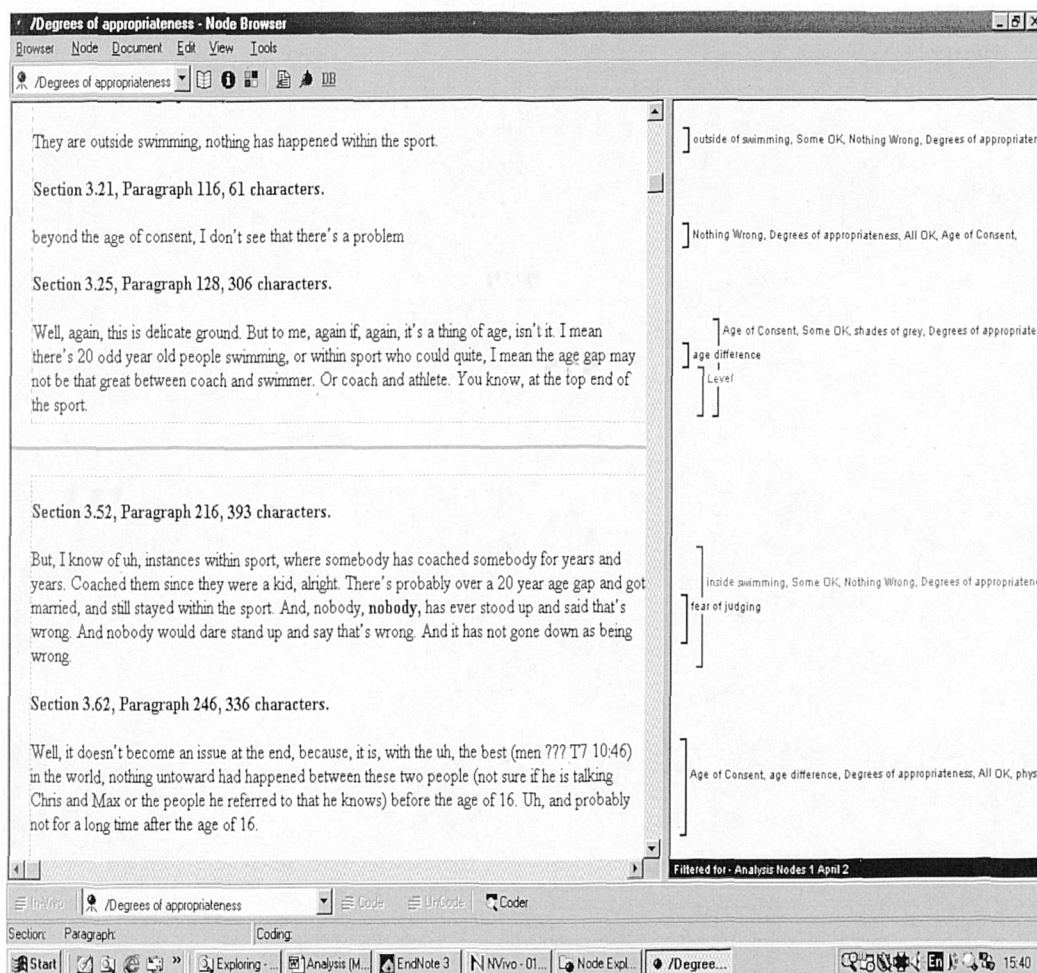 /Degrees of appropriateness - Node Browser
Browser Node Document Edit View Tools
/Degrees of appropriateness DB
They are outside swimming, nothing has happened within the sport.
outside of swimming, Some OK, Nothing Wrong, Degrees of appropriaten
Section 3.21, Paragraph 116, 61 characters.
beyond the age of consent, I don't see that there's a problem
Nothing Wrong, Degrees of appropriateness, All OK, Age of Consent,
Section 3.25, Paragraph 128, 306 characters.
Well, again, this is delicate ground. But to me, again if, again, it's a thing of age, isn't it. I mean
there's 20 odd year old people swimming, or within sport who could quite, I mean the age gap may
not be that great between coach and swimmer. Or coach and athlete. You know, at the top end of
the sport.
Age of Consent, Some OK, shades of grey, Degrees of appropriate
age difference
Level
Section 3.52, Paragraph 216, 393 characters.
But, I know of uh, instances within sport, where somebody has coached somebody for years and
years. Coached them since they were a kid, alright. There's probably over a 20 year age gap and got
married, and still stayed within the sport. And, nobody, nobody, has ever stood up and said that's
wrong. And nobody would dare stand up and say that's wrong. And it has not gone down as being
wrong.
inside swimming, Some OK, Nothing Wrong, Degrees of appropriaten
fear of judging
Section 3.62, Paragraph 246, 336 characters.
Well, it doesn't become an issue at the end, because, it is, with the uh, the best (men ??? T7 10:46)
in the world, nothing untoward had happened between these two people (not sure if he is talking
Chris and Max or the people he referred to that he knows) before the age of 16. Uh, and probably
not for a long time after the age of 16.
Age of Consent, age difference, Degrees of appropriateness, All OK, phys
Filtered for - Analysis Nodes 1 April 2
In-Vivo /Degrees of appropriateness Code UnCode Coder
Section: Paragraph: Coding:
Start » Exploring - ... Analysis (M... EndNote 3 NVivo - 01... Node Expl... /Degree... En 15:40